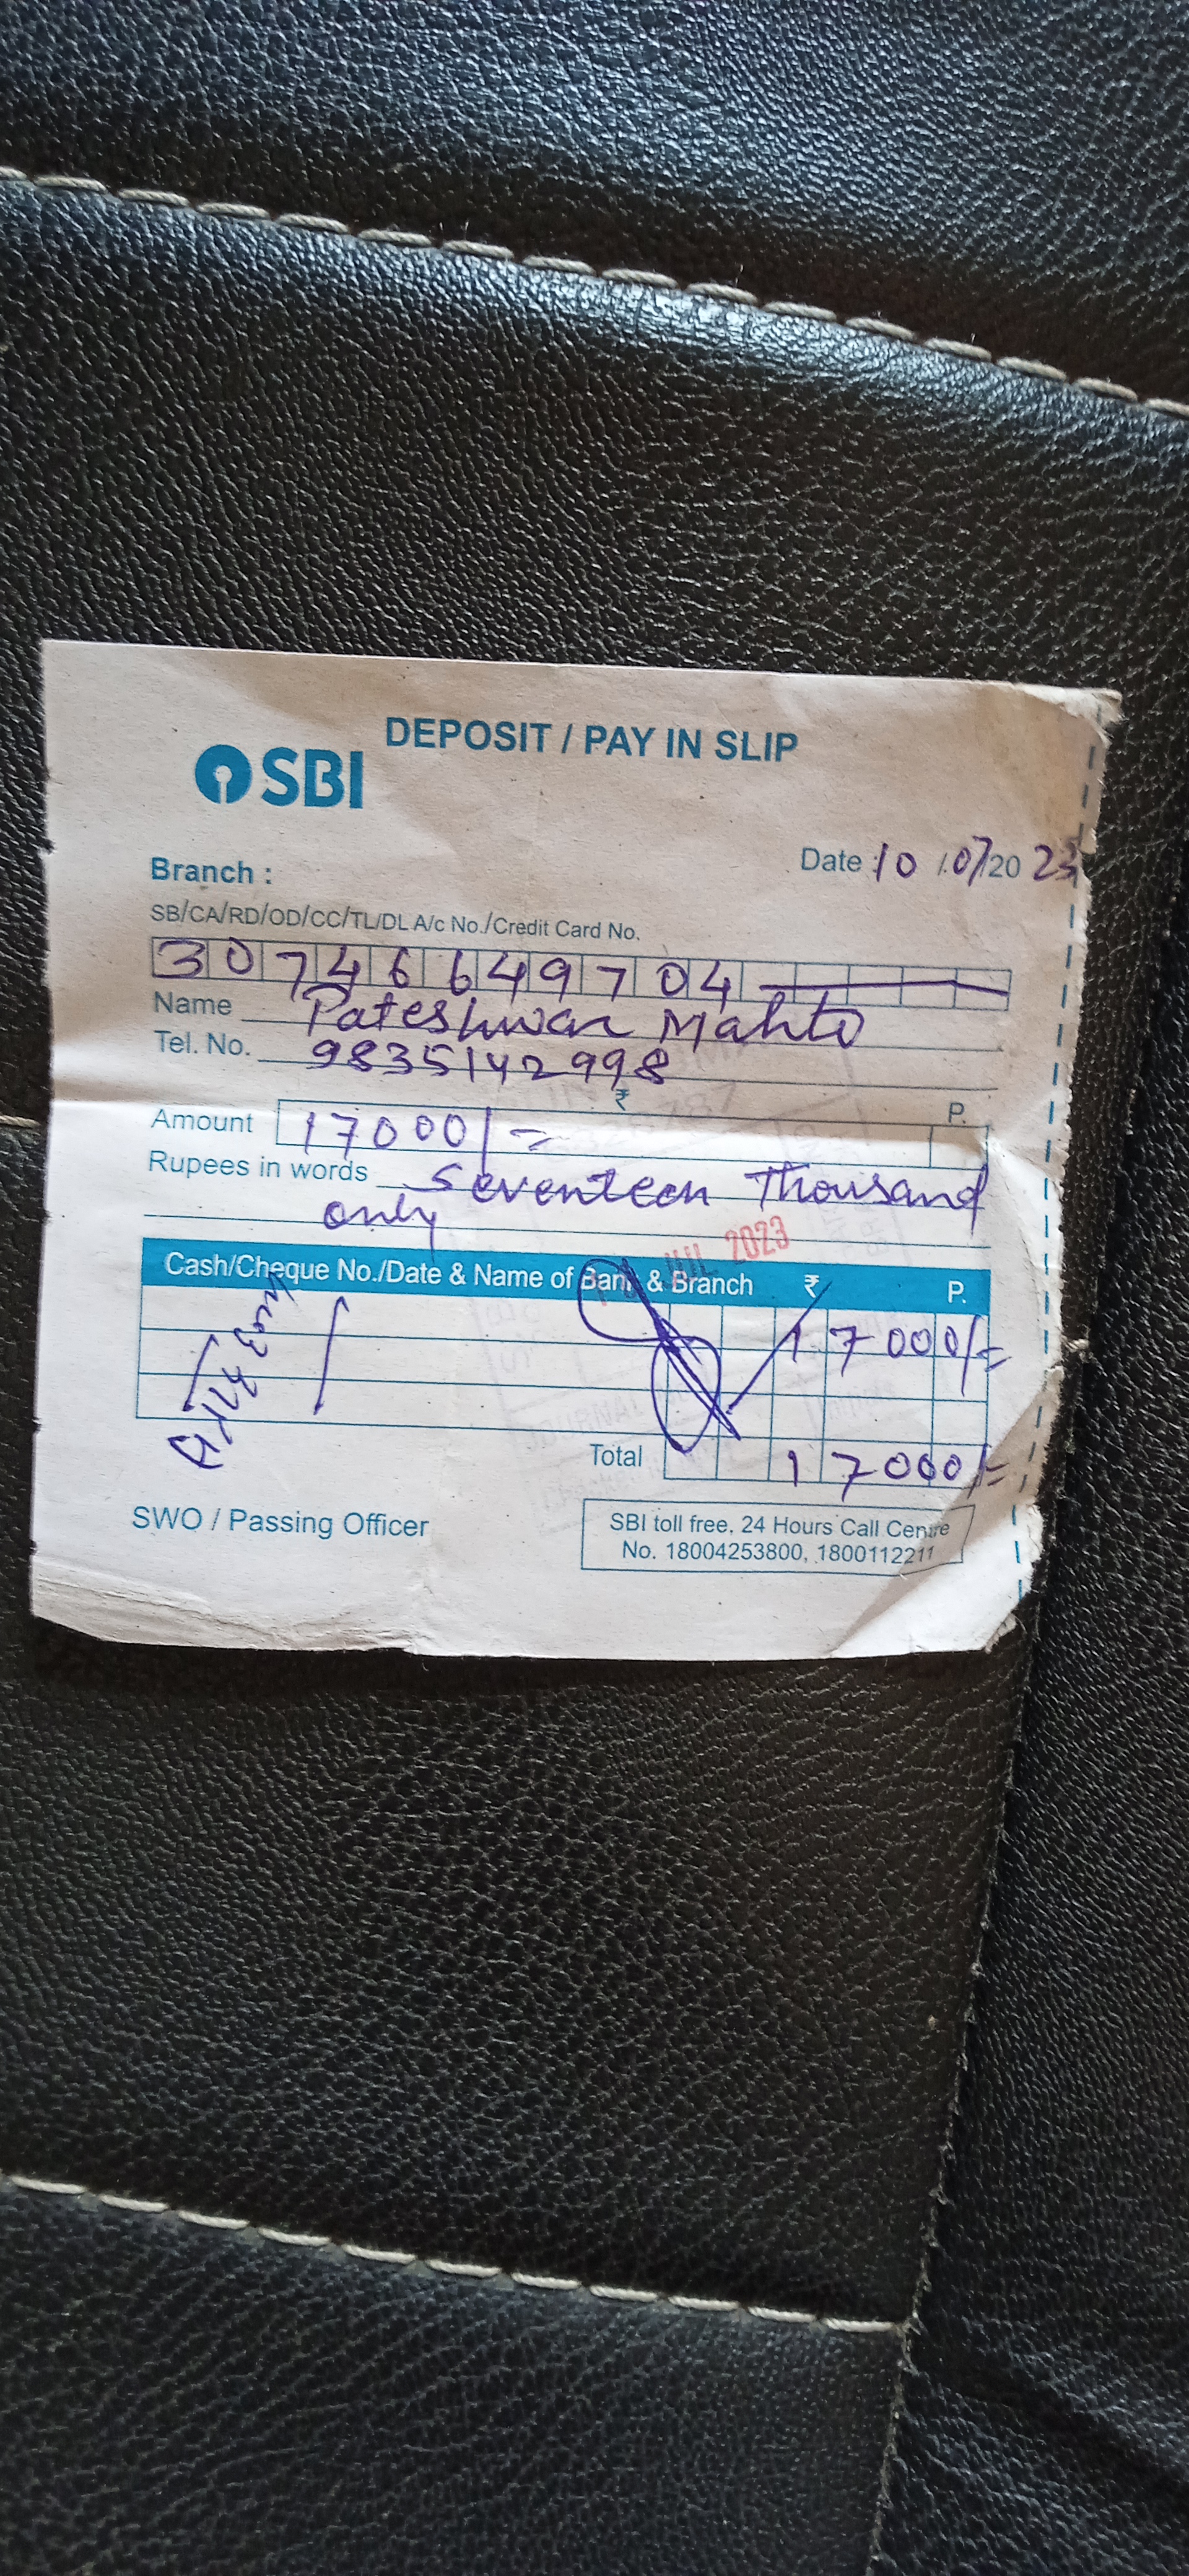 DEPOSIT / PAY IN SLIP
SBI
Date : 10 / 07/20 23
Branch :
SB/CA/RD/OD/CC/TL/DL A/c No./Credit Card No.
30746649704
Name Pateshwar Mahto
Tel. No. 9835142998
₹ P.
Amount 17000/=
Rupees in words Seventeen Thousand
only
JUL 2023
Cash/Cheque No./Date & Name of Bank & Branch ₹ P.
17000/=
Total 17000/=
SWO / Passing Officer
SBI toll free, 24 Hours Call Centre
No. 18004253800, 1800112211